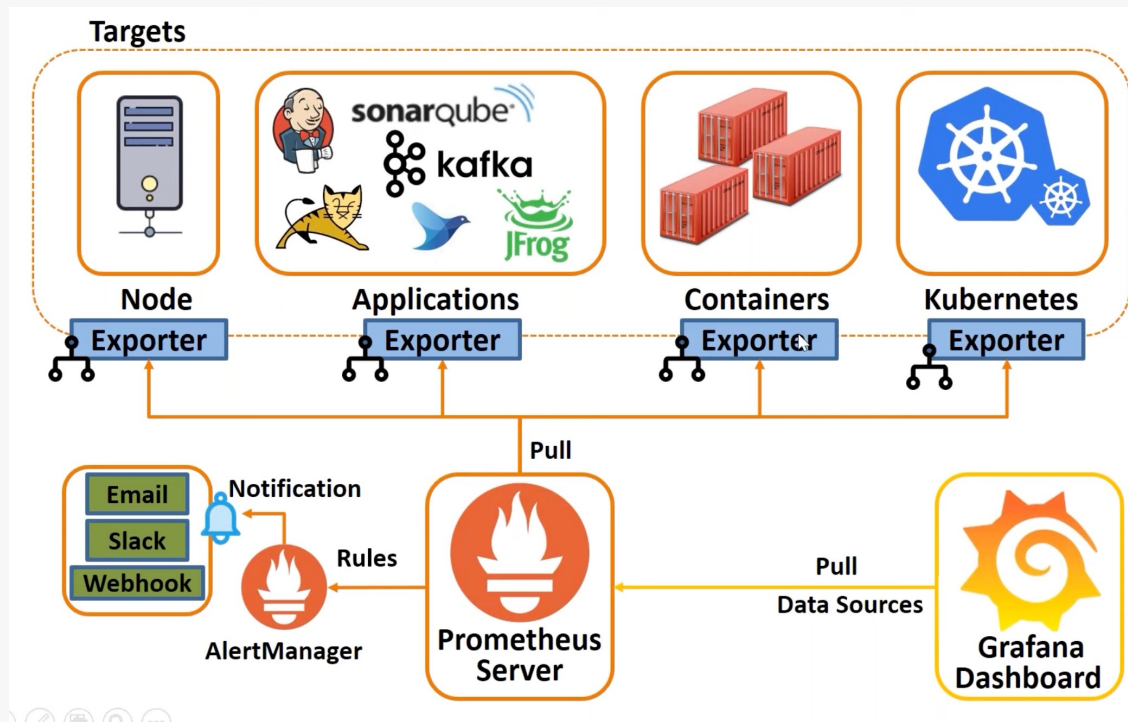 Targets
sonarqube
kafka
JFrog
Node
Applications
Containers
Kubernetes
Exporter
Exporter
Exporter
Exporter
Pull
Email
Slack
Webhook
Notification
Rules
AlertManager
Prometheus
Server
Pull
Data Sources
Grafana
Dashboard